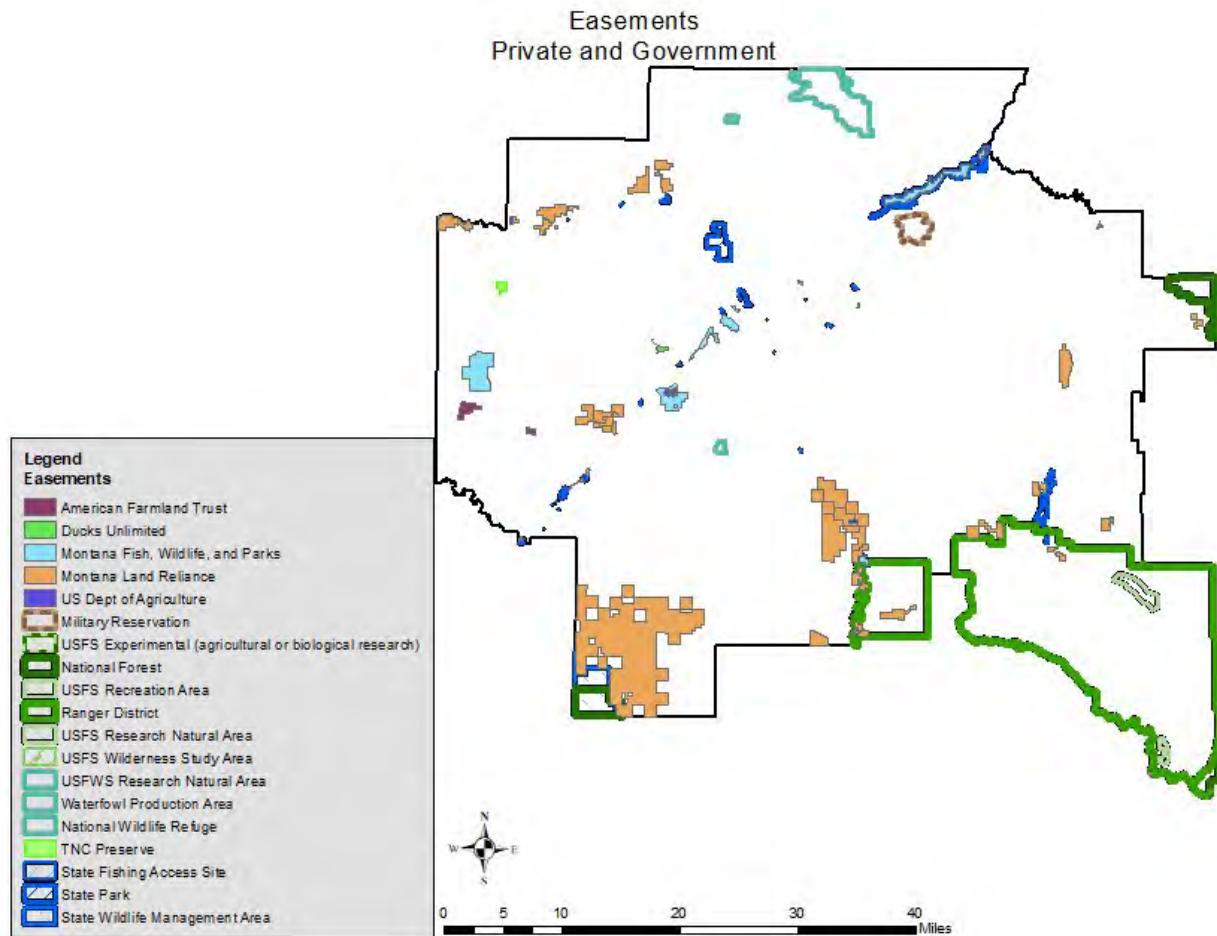 Easements
Private and Government
Legend
Easements
American Farmland Trust
Ducks Unlimited
Montana Fish, Wildlife, and Parks
Montana Land Reliance
US Dept of Agriculture
Military Reservation
USFS Experimental (agricultural or biological research)
National Forest
USFS Recreation Area
Ranger District
USFS Research Natural Area
USFS Wilderness Study Area
USFWS Research Natural Area
Waterfowl Production Area
National Wildlife Refuge
TNC Preserve
State Fishing Access Site
State Park
State Wildlife Management Area
N
W E
S
0 5 10 20 30 40
Miles